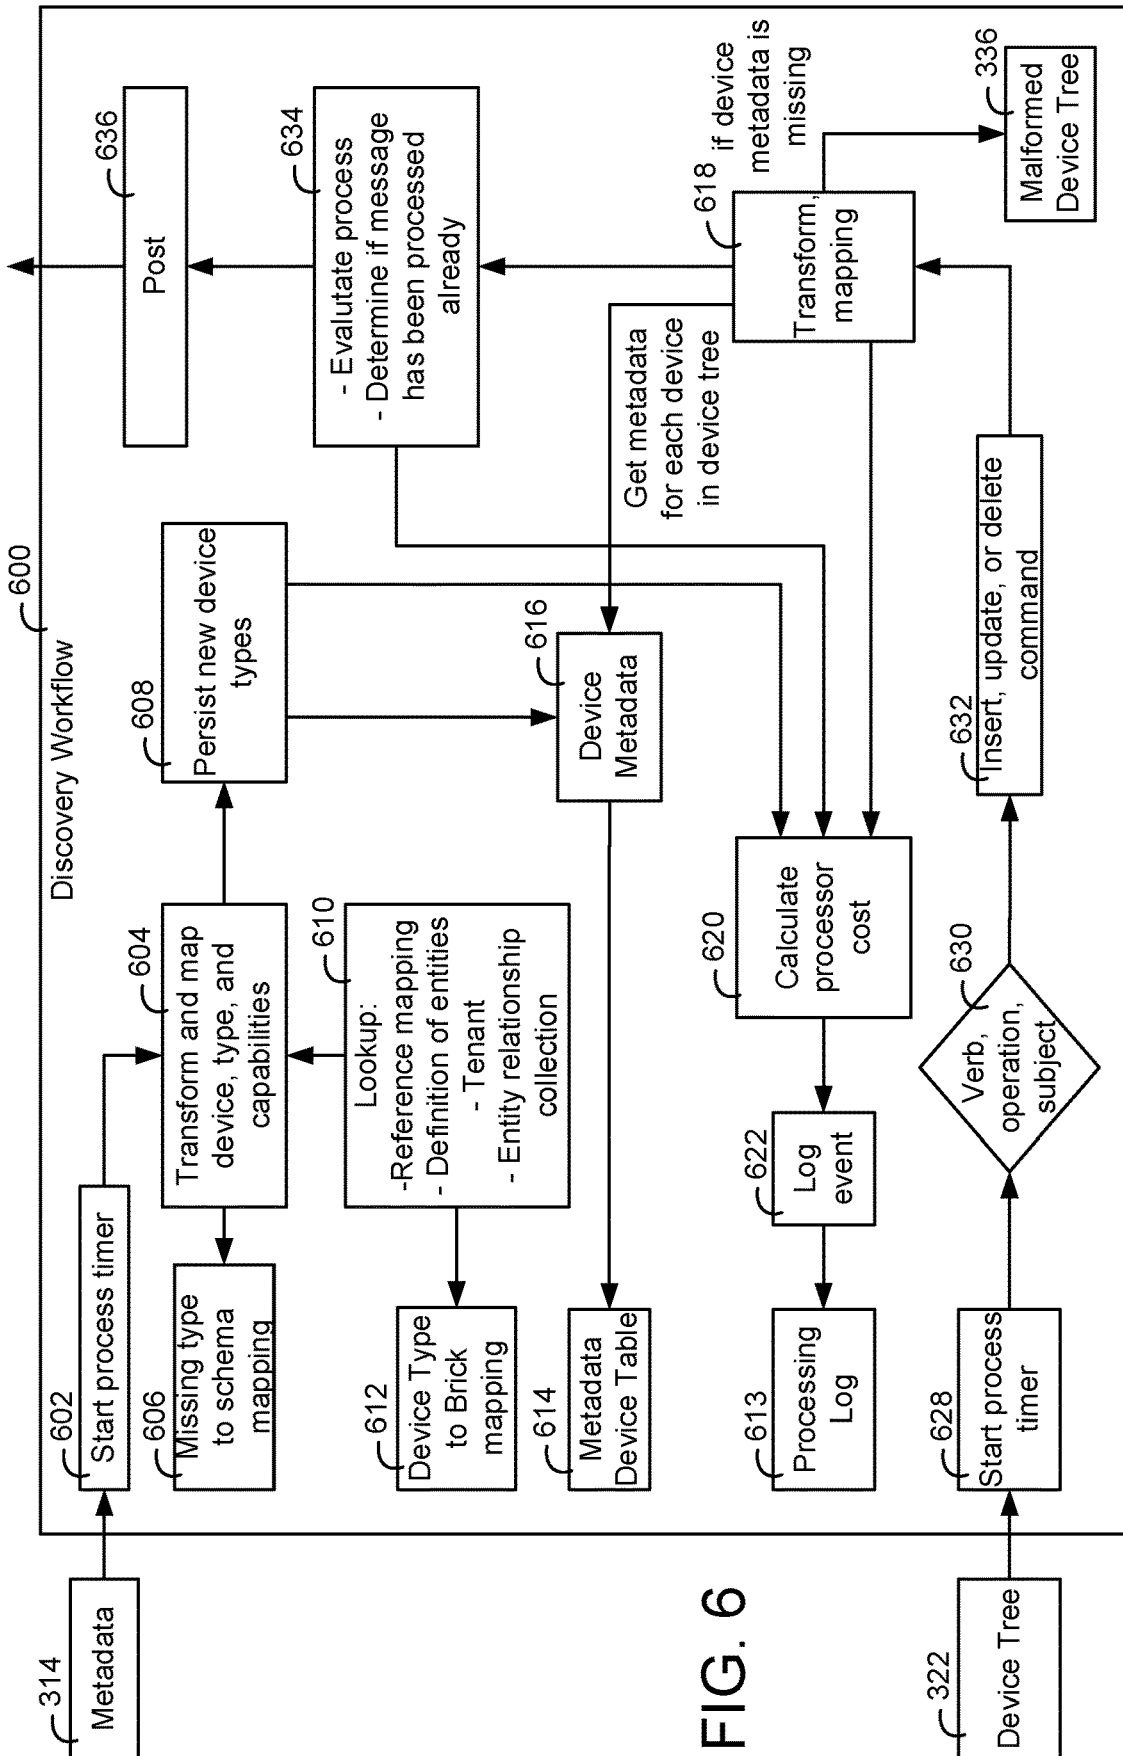 600
Discovery Workflow
314
Metadata
602
Start process timer
604
Transform and map
device, type, and
capabilities
606
Missing type
to schema
mapping
608
Persist new device
types
610
Lookup:
-Reference mapping
- Definition of entities
- Tenant
- Entity relationship
collection
612
Device Type
to Brick
mapping
614
Metadata
Device Table
616
Device
Metadata
636
Post
634
- Evalutate process
- Determine if message
has been processed
already
Get metadata
for each device
in device tree
618
Transform,
mapping
if device
metadata is
missing
336
Malformed
Device Tree
620
Calculate
processor
cost
622
Log
event
613
Processing
Log
322
Device Tree
628
Start process
timer
630
Verb,
operation,
subject
632
Insert, update, or delete
command
FIG. 6